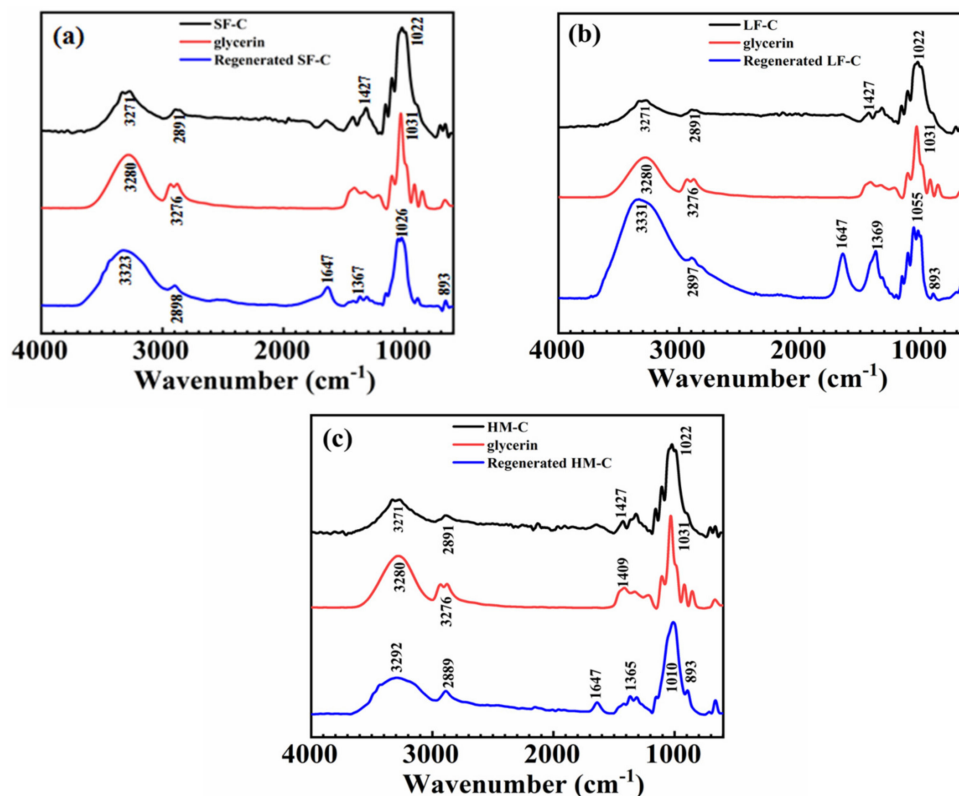 (a)
SF-C
glycerin
Regenerated SF-C
1022
1427
3271
2891
1031
3280
3276
1026
3323
2898
1647
1367
893
4000 3000 2000 1000
Wavenumber (cm⁻¹)
(b)
LF-C
glycerin
Regenerated LF-C
1022
1427
3271
2891
1031
3280
3276
1055
3331
2897
1647
1369
893
4000 3000 2000 1000
Wavenumber (cm⁻¹)
(c)
HM-C
glycerin
Regenerated HM-C
1022
1427
3271
2891
1031
3280
3276
1409
3292
2889
1647
1365
1010
893
4000 3000 2000 1000
Wavenumber (cm⁻¹)